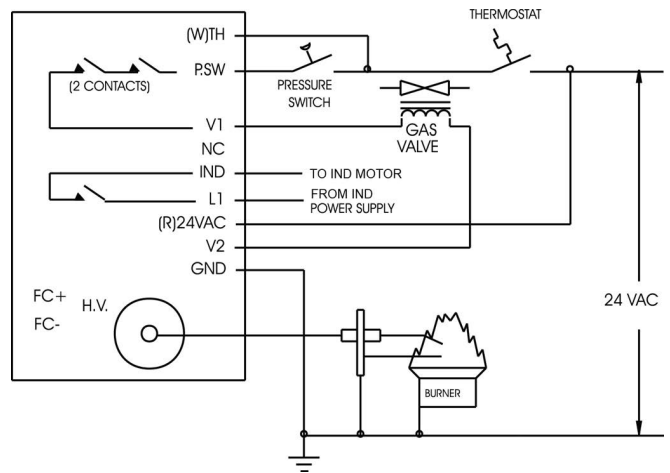 THERMOSTAT
(W)TH
P.SW
(2 CONTACTS)
PRESSURE
SWITCH
V1
GAS
VALVE
NC
IND
TO IND MOTOR
L1
FROM IND
POWER SUPPLY
(R)24VAC
V2
GND
24 VAC
FC+
H.V.
FC-
BURNER